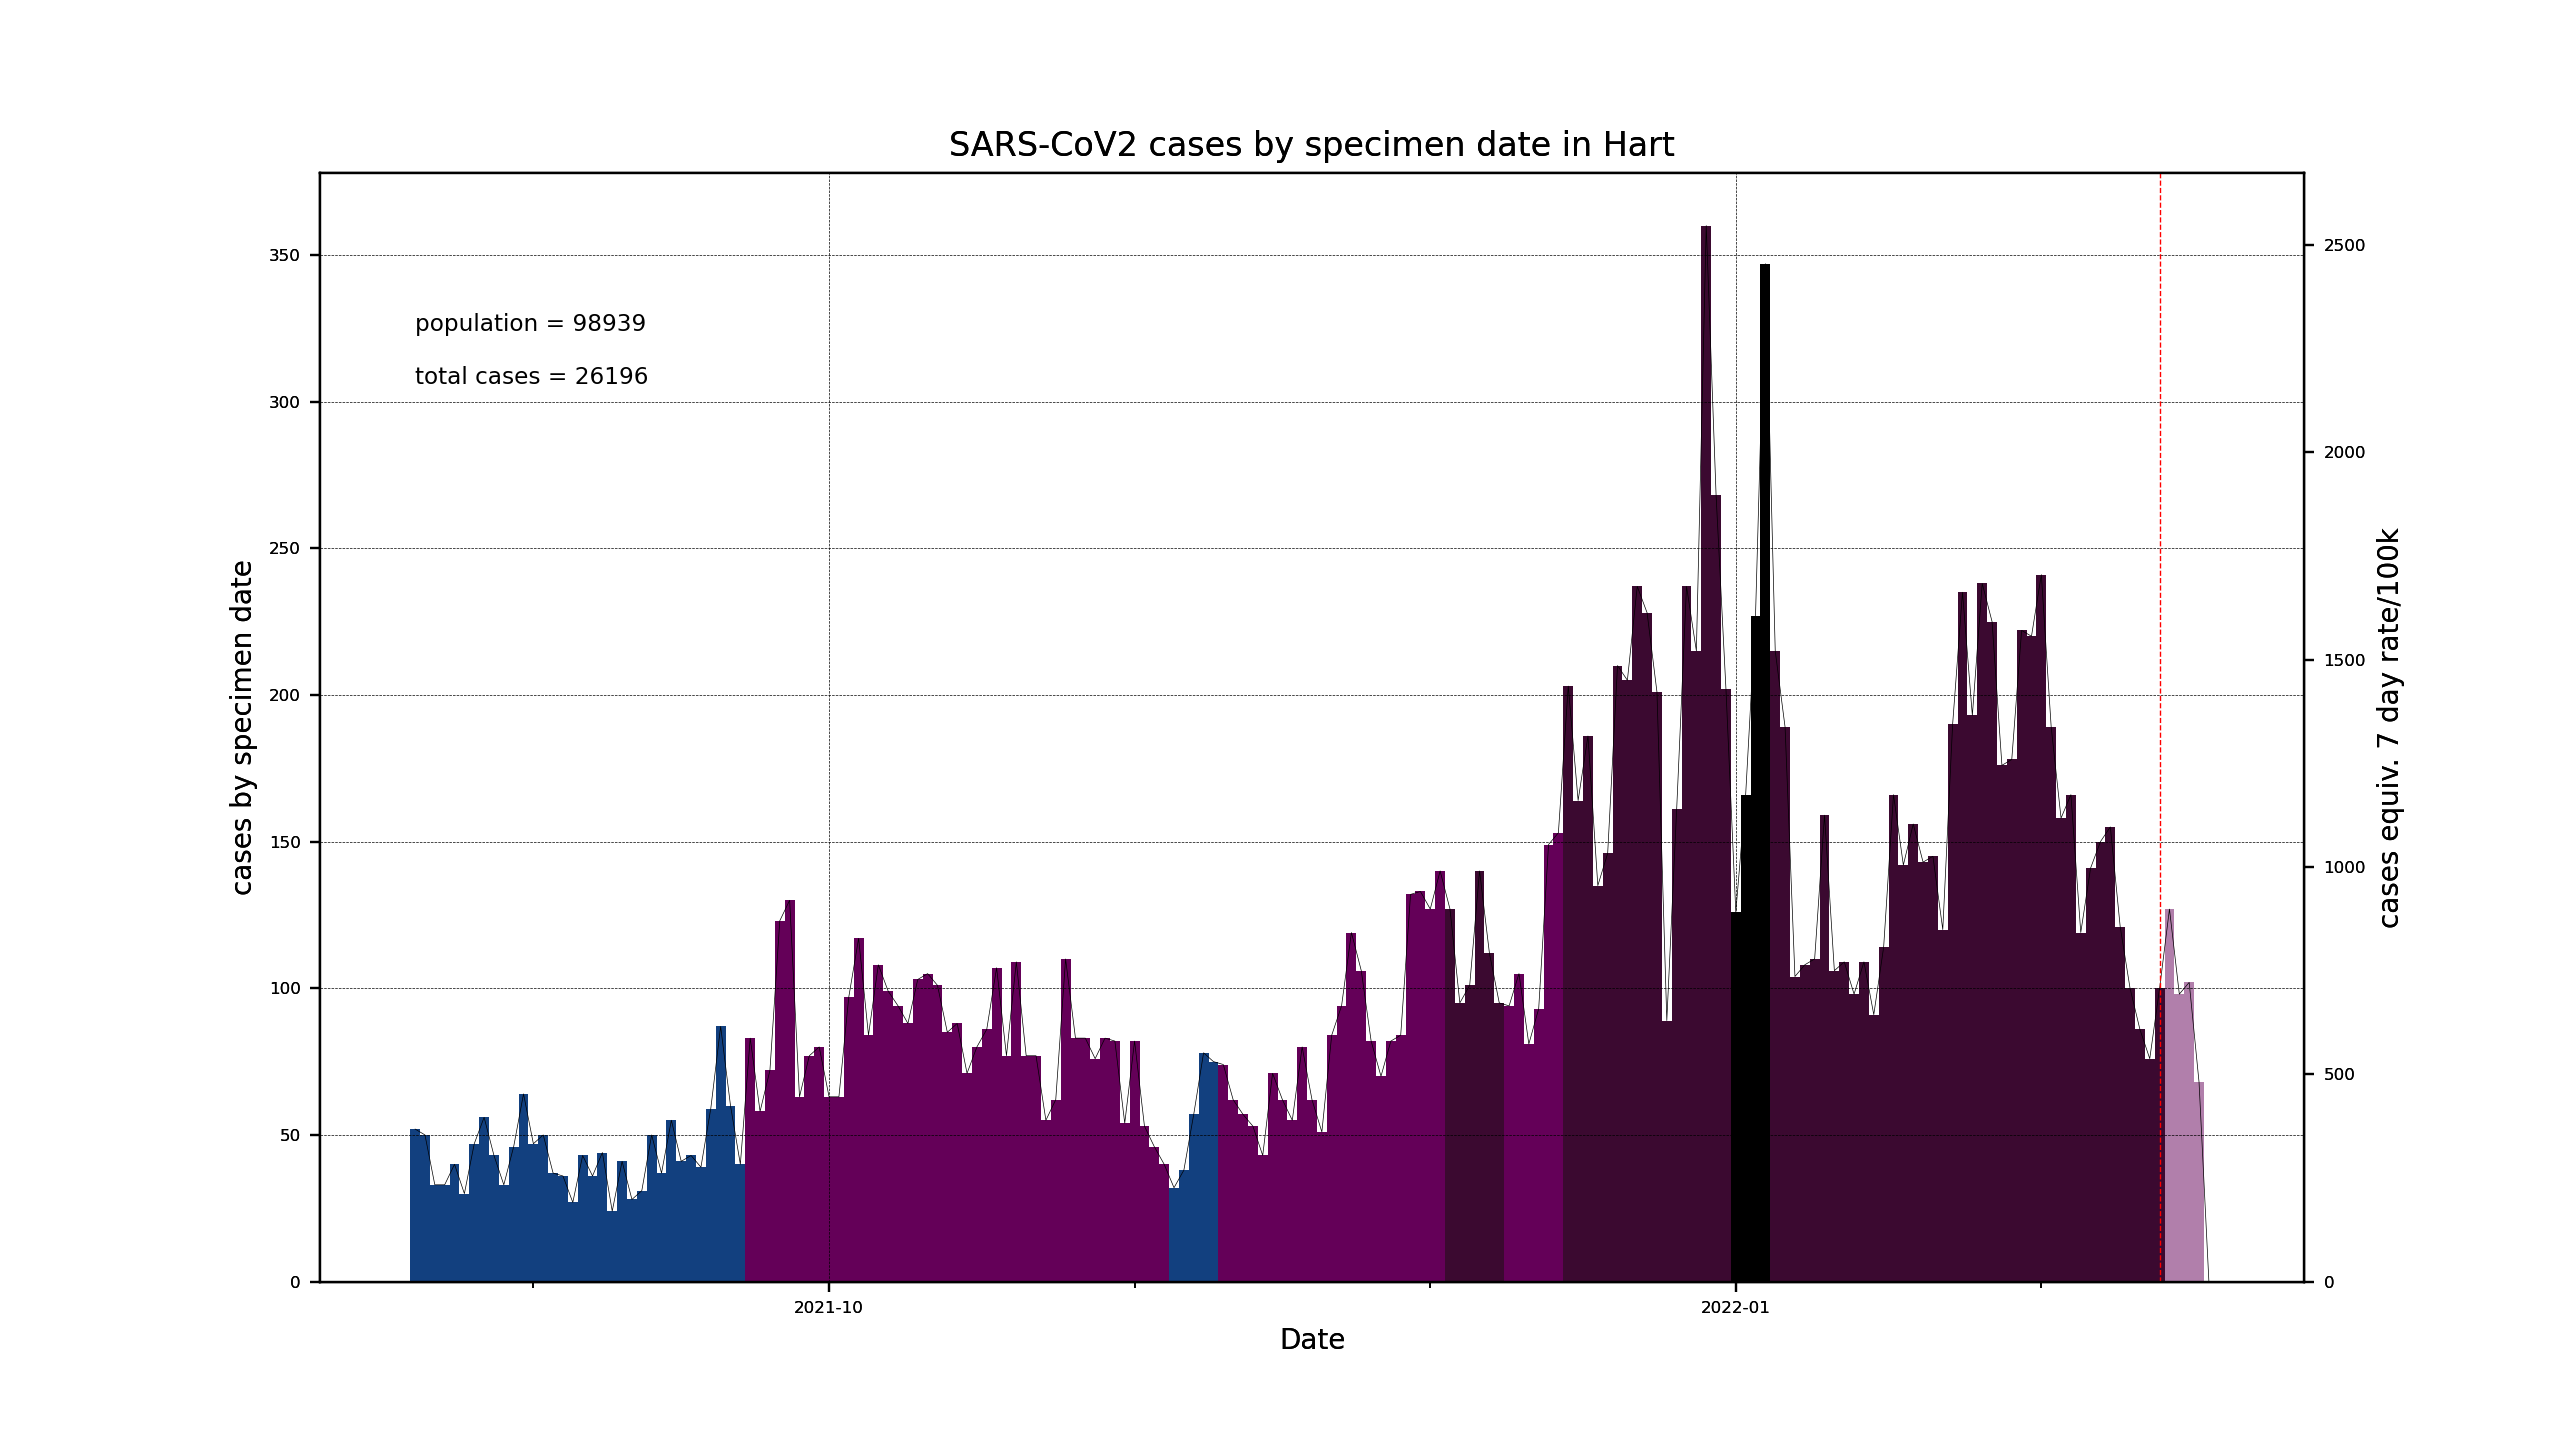 SARS-CoV2 cases by specimen date in Hart
population = 98939
total cases = 26196
cases by specimen date
350
300
250
200
150
100
50
0
2500
2000
1500
1000
500
0
cases equiv. 7 day rate/100k
2021-10
2022-01
Date